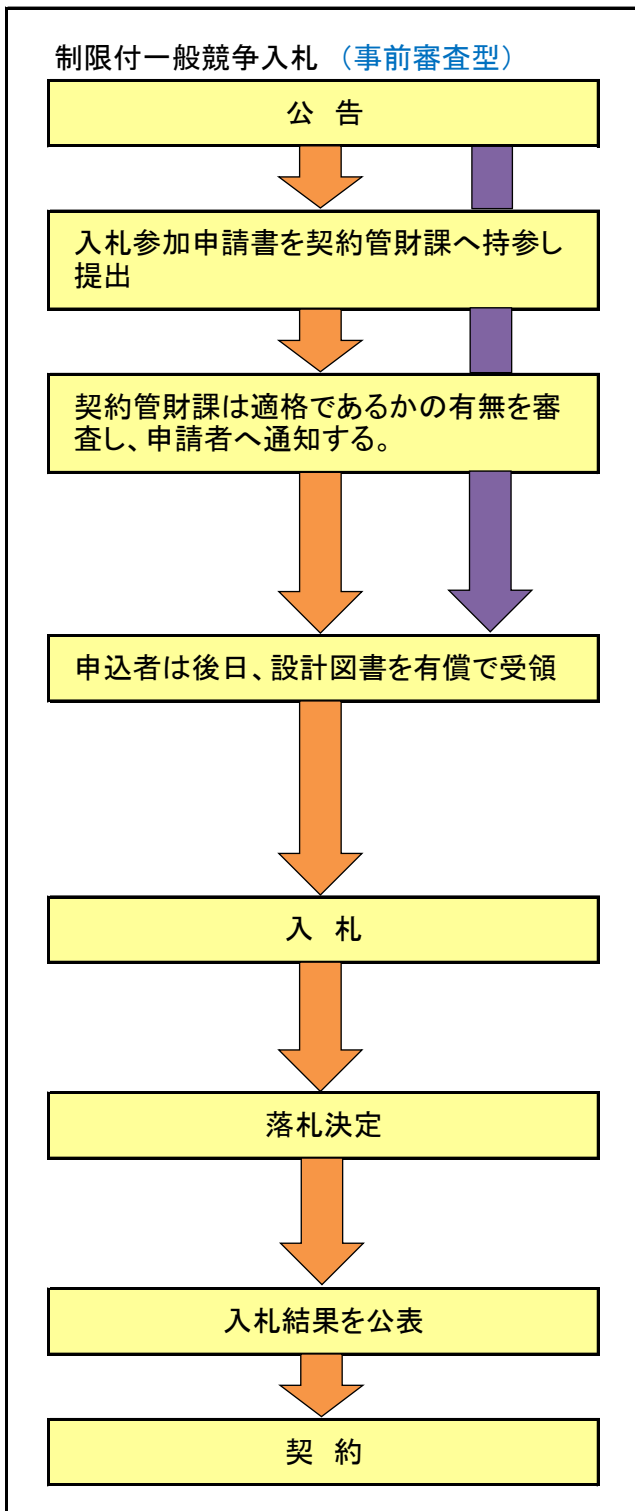 制限付一般競争入札 （事前審査型）
公 告
入札参加申請書を契約管財課へ持参し
提出
契約管財課は適格であるかの有無を審
査し、申請者へ通知する。
申込者は後日、設計図書を有償で受領
入 札
落札決定
入札結果を公表
契 約